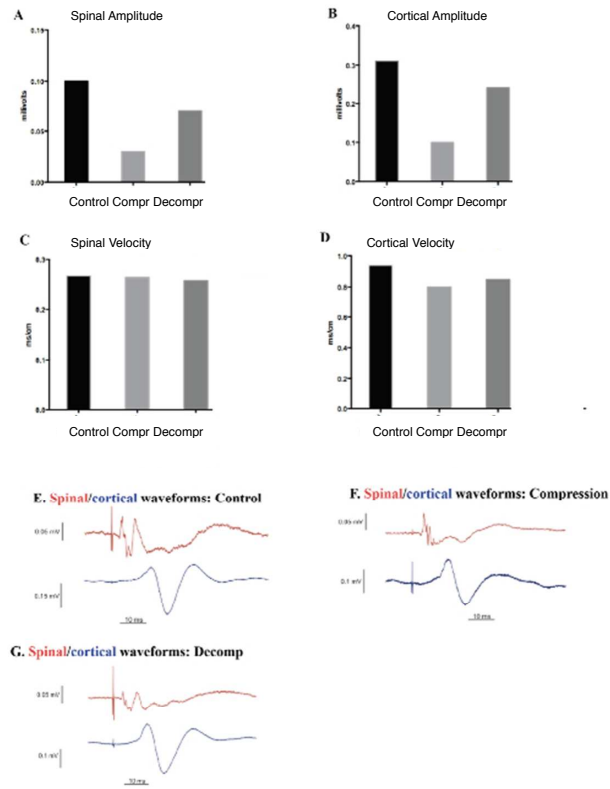 A Spinal Amplitude
0.15
0.10
0.05
0.00
millivolts
Control Compr Decompr
B Cortical Amplitude
0.4
0.3
0.2
0.1
0.0
millivolts
Control Compr Decompr
C Spinal Velocity
0.3
0.2
0.0
ms/cm
Control Compr Decompr
D Cortical Velocity
1.0
0.8
0.6
0.4
0.2
0.0
ms/cm
Control Compr Decompr
E. Spinal/cortical waveforms: Control
0.05 mV
0.15 mV
10 ms
F. Spinal/cortical waveforms: Compression
0.05 mV
0.1 mV
10 ms
G. Spinal/cortical waveforms: Decomp
0.05 mV
0.1 mV
10 ms